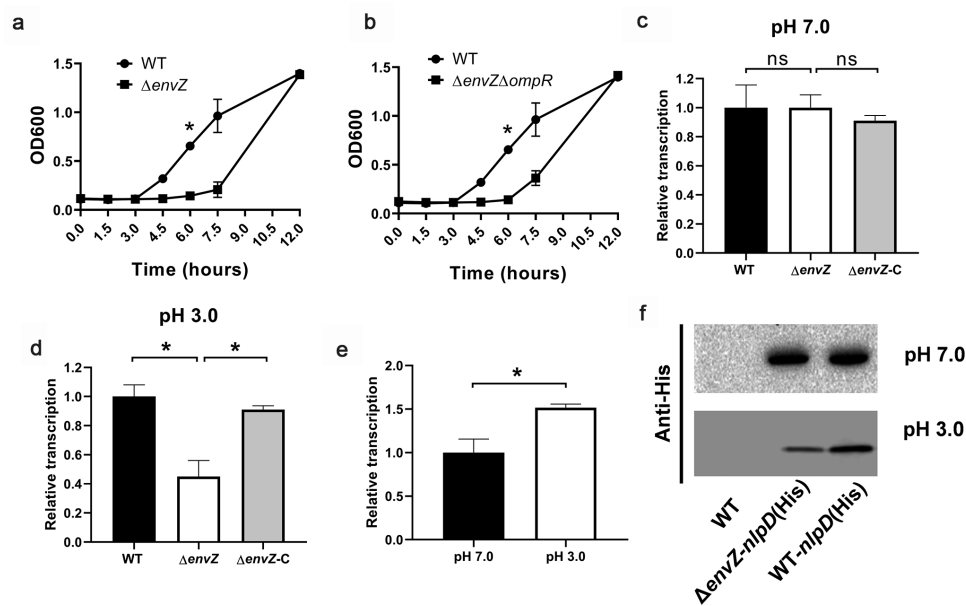 a
WT
ΔenvZ
*
OD600
1.5
1.0
0.5
0.0
0.0 1.5 3.0 4.5 6.0 7.5 9.0 10.5 12.0
Time (hours)
b
WT
ΔenvZΔompR
*
OD600
1.5
1.0
0.5
0.0
0.0 1.5 3.0 4.5 6.0 7.5 9.0 10.5 12.0
Time (hours)
c
pH 7.0
ns ns
Relative transcription
1.2
1.0
0.8
0.6
0.4
0.2
0.0
WT ΔenvZ ΔenvZ-C
d
pH 3.0
* *
Relative transcription
1.2
1.0
0.8
0.6
0.4
0.2
0.0
WT ΔenvZ ΔenvZ-C
e
*
Relative transcription
2.0
1.5
1.0
0.5
0.0
pH 7.0 pH 3.0
f
Anti-His
pH 7.0
pH 3.0
WT
ΔenvZ-nlpD(His)
WT-nlpD(His)